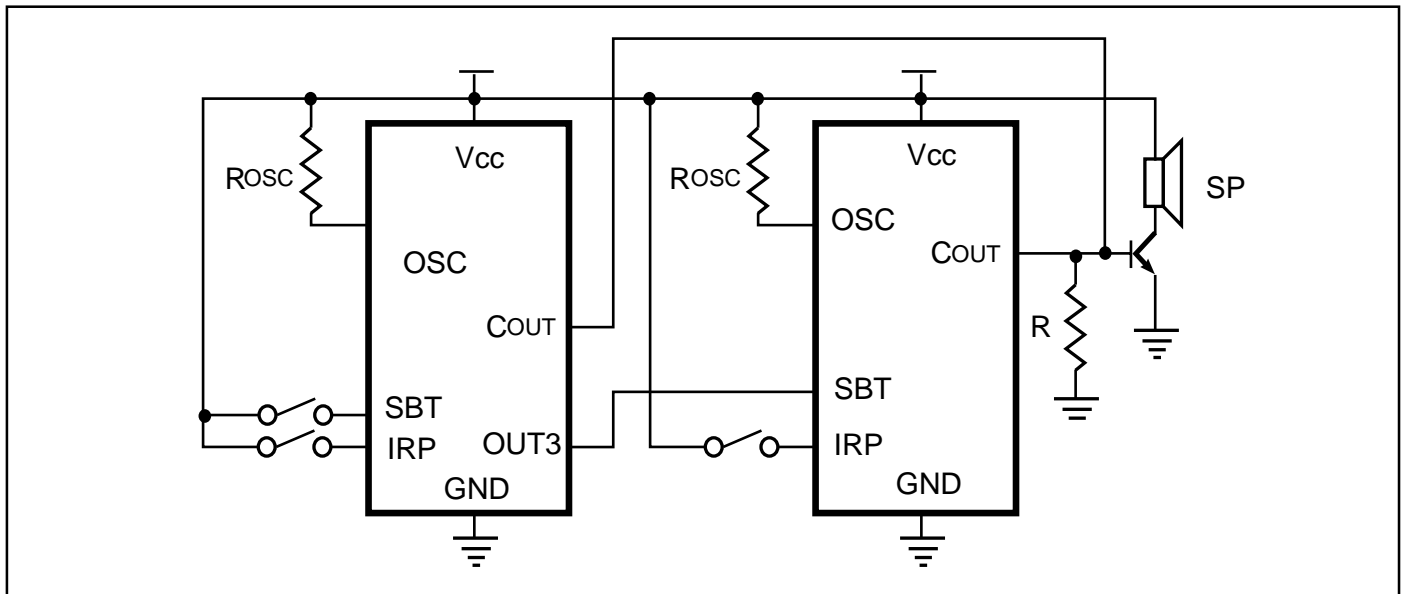 Vcc
ROSC
OSC
COUT
SBT
IRP
OUT3
GND
Vcc
ROSC
OSC
COUT
SBT
IRP
GND
R
SP